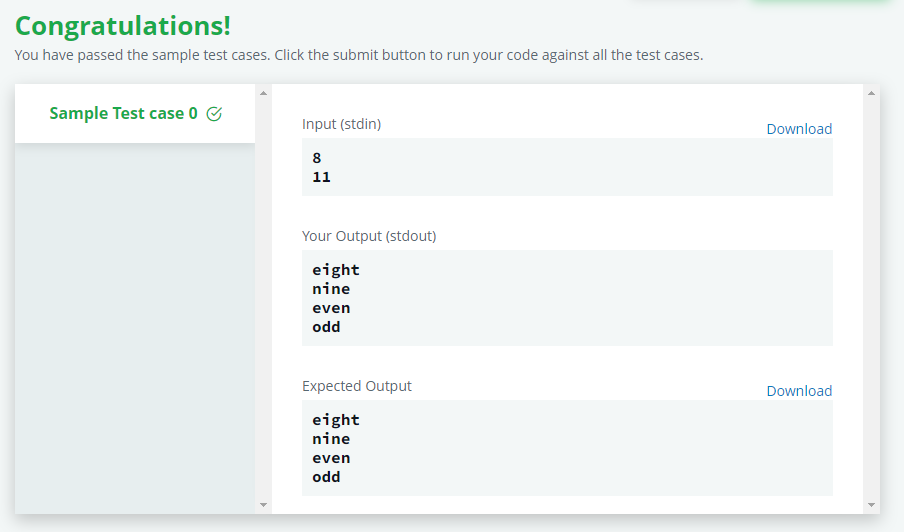 Congratulations!
You have passed the sample test cases. Click the submit button to run your code against all the test cases.
Sample Test case 0
Input (stdin)
Download
8
11
Your Output (stdout)
eight
nine
even
odd
Expected Output
Download
eight
nine
even
odd